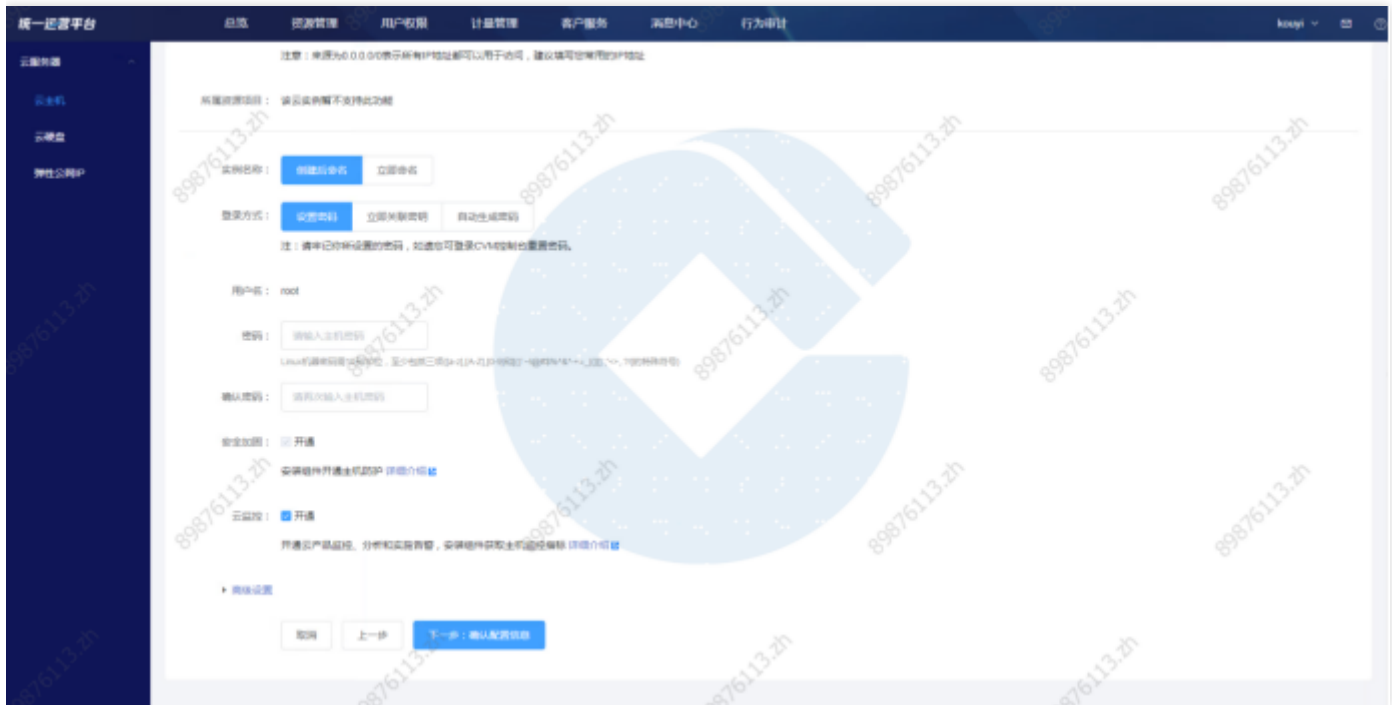 统一运营平台 总览 资源管理 用户权限 计量管理 客户服务 消息中心 行为审计 kouyi
云服务器
云主机
云硬盘
弹性公网IP
注意：来源为0.0.0.0/0表示所有IP地址都可以用于访问，建议填写您常用的IP地址
所属资源项目： 该云实例暂不支持此功能
实例名称： 创建后命名 立即命名
登录方式： 设置密码 立即关联密钥 自动生成密码
注：请牢记你所设置的密码，如遗忘可登录CVM控制台重置密码。
用户名： root
密码： 请输入主机密码
确认密码： 请再次输入主机密码
安全加固： 开通
安装组件开通主机防护 详细介绍
云监控： 开通
开通云产品监控、分析和实施告警，安装组件获取主机监控指标 详细介绍
高级设置
取消 上一步 下一步：确认配置信息
89876113.zh